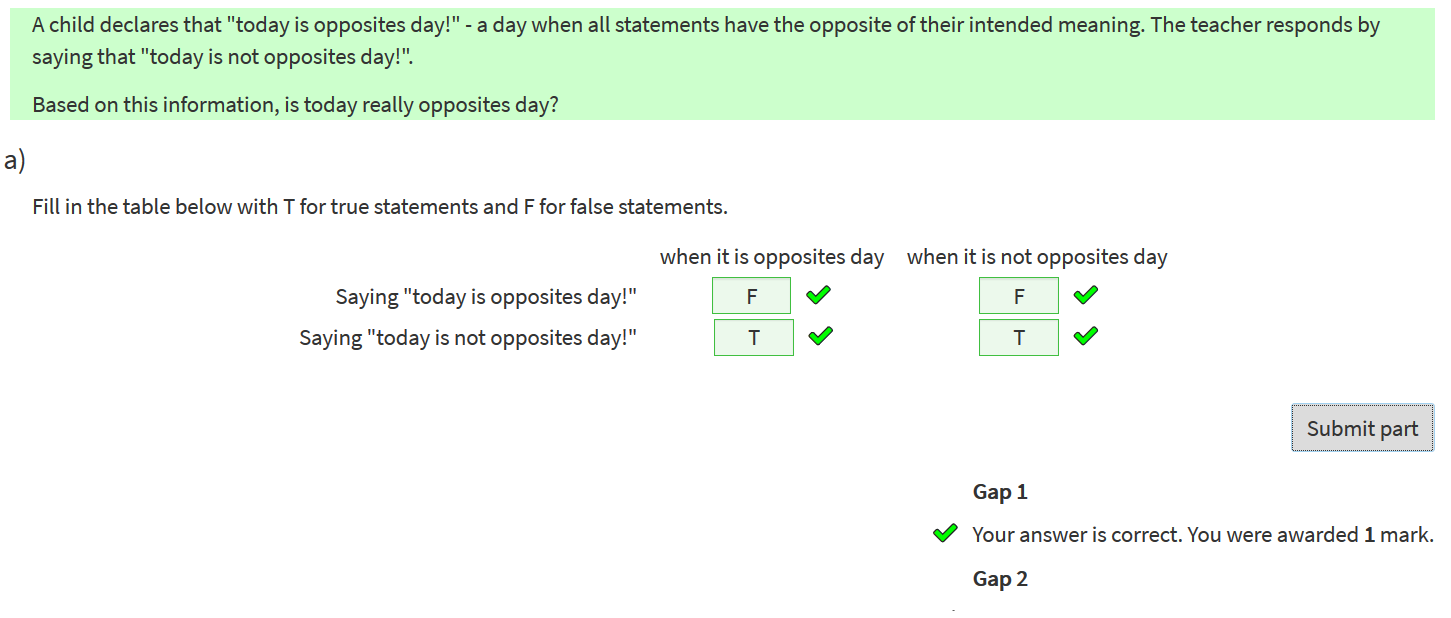 A child declares that "today is opposites day!" - a day when all statements have the opposite of their intended meaning. The teacher responds by
saying that "today is not opposites day!".
Based on this information, is today really opposites day?
a)
Fill in the table below with T for true statements and F for false statements.
when it is opposites day when it is not opposites day
Saying "today is opposites day!" F F
Saying "today is not opposites day!" T T
Submit part
Gap 1
Your answer is correct. You were awarded 1 mark.
Gap 2